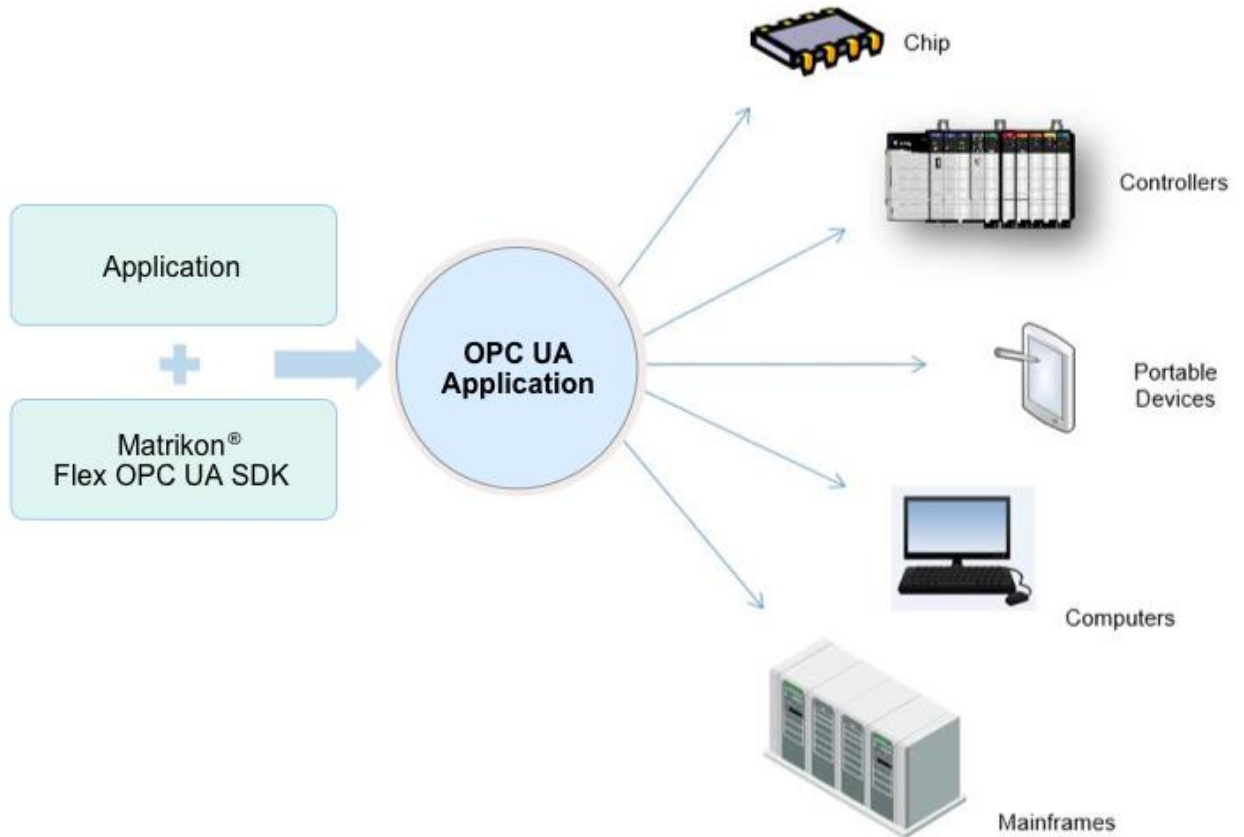 Chip
Controllers
Application
Matrikon®
Flex OPC UA SDK
OPC UA
Application
Portable
Devices
Computers
Mainframes